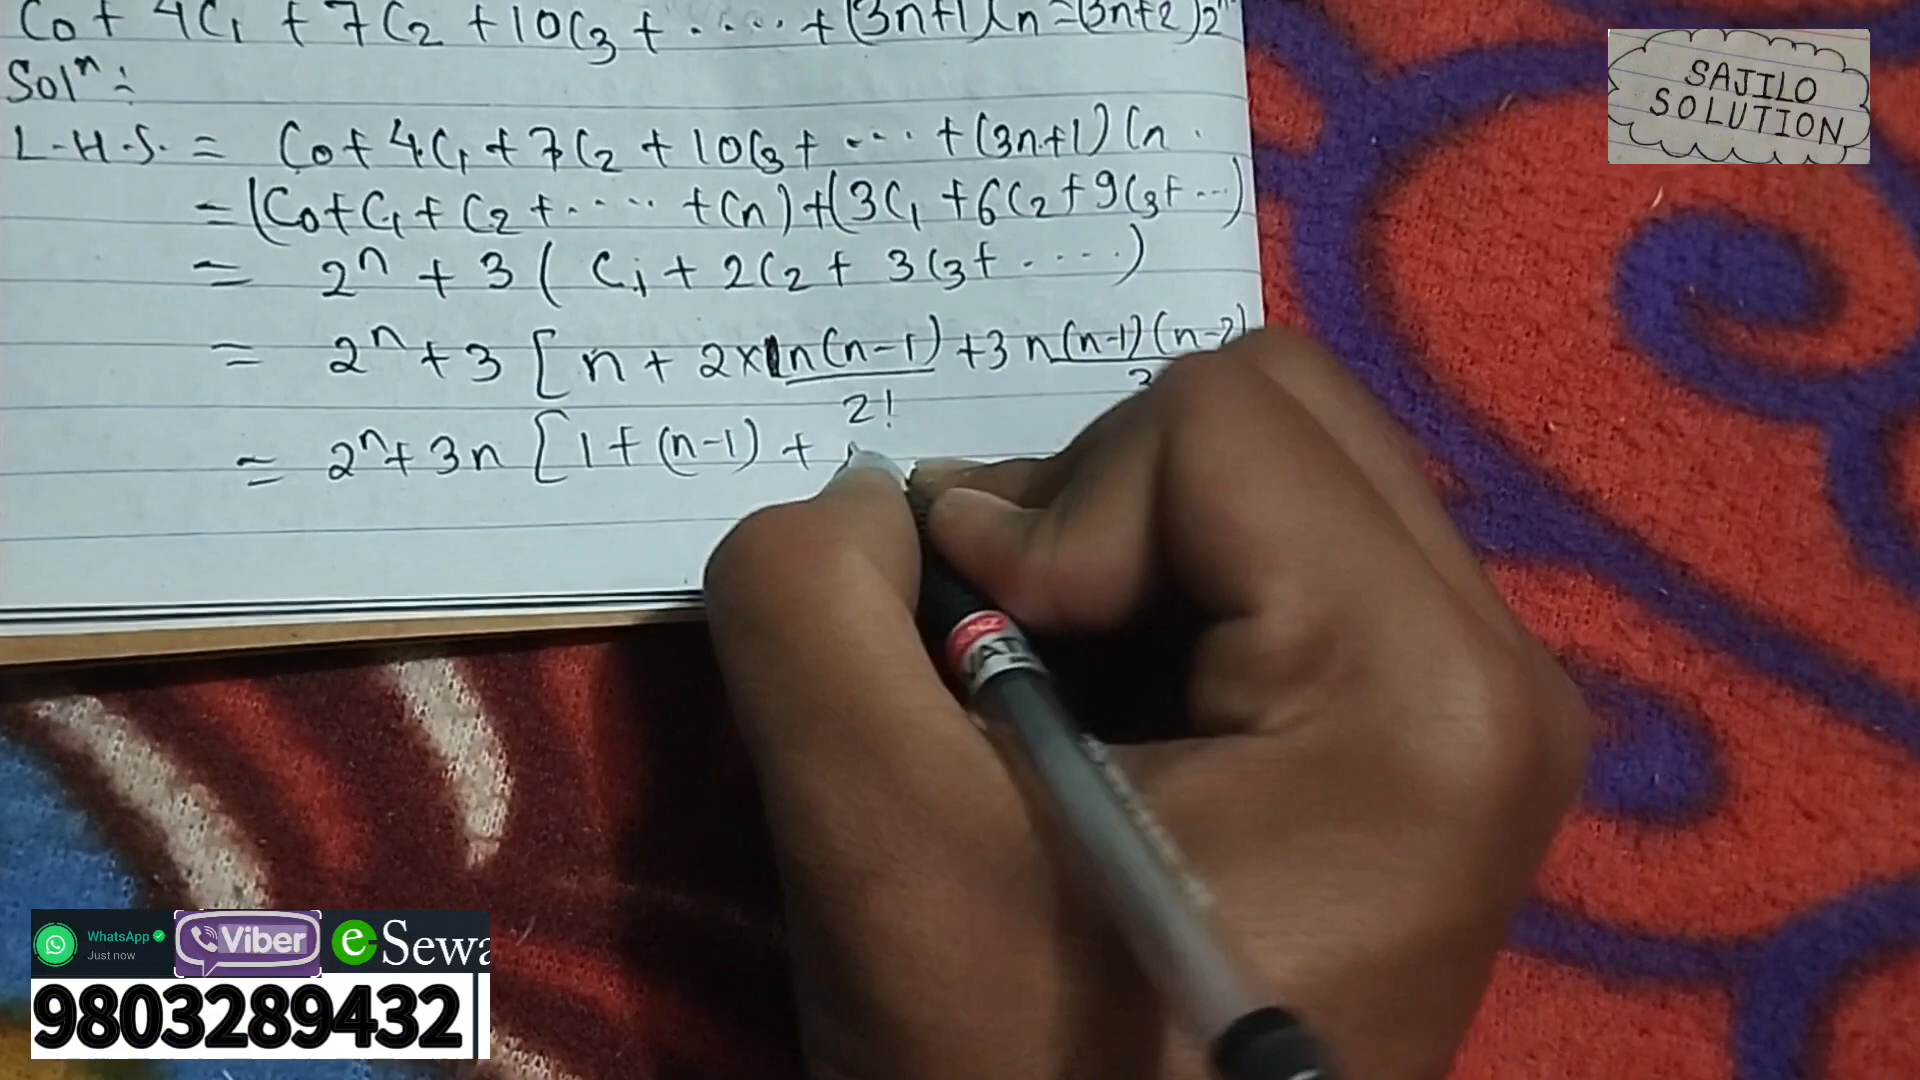 C₀ + 4C₁ + 7C₂ + 10C₃ + ..... + (3n+1)Cn = (3n+2)2
Solⁿ :
L.H.S. = C₀ + 4C₁ + 7C₂ + 10C₃ + ... + (3n+1)Cn .
= (C₀ + C₁ + C₂ + ..... + Cn) + (3C₁ + 6C₂ + 9C₃ + ...)
= 2ⁿ + 3 ( C₁ + 2C₂ + 3C₃ + ..... )
= 2ⁿ + 3 [ n + 2 × n(n-1)/2! + 3 n(n-1)(n-2)
= 2ⁿ + 3n [ 1 + (n-1) +
SAJILO
SOLUTION
WhatsApp
Just now
Viber
e-Sewa
9803289432